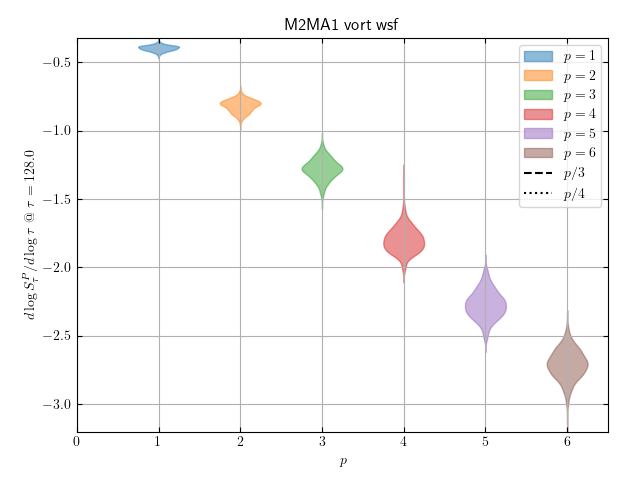 M2MA1 vort wsf
d log S_τ^P / d log τ @ τ = 128.0
−0.5
−1.0
−1.5
−2.0
−2.5
−3.0
0 1 2 3 4 5 6
p
p = 1
p = 2
p = 3
p = 4
p = 5
p = 6
p/3
p/4